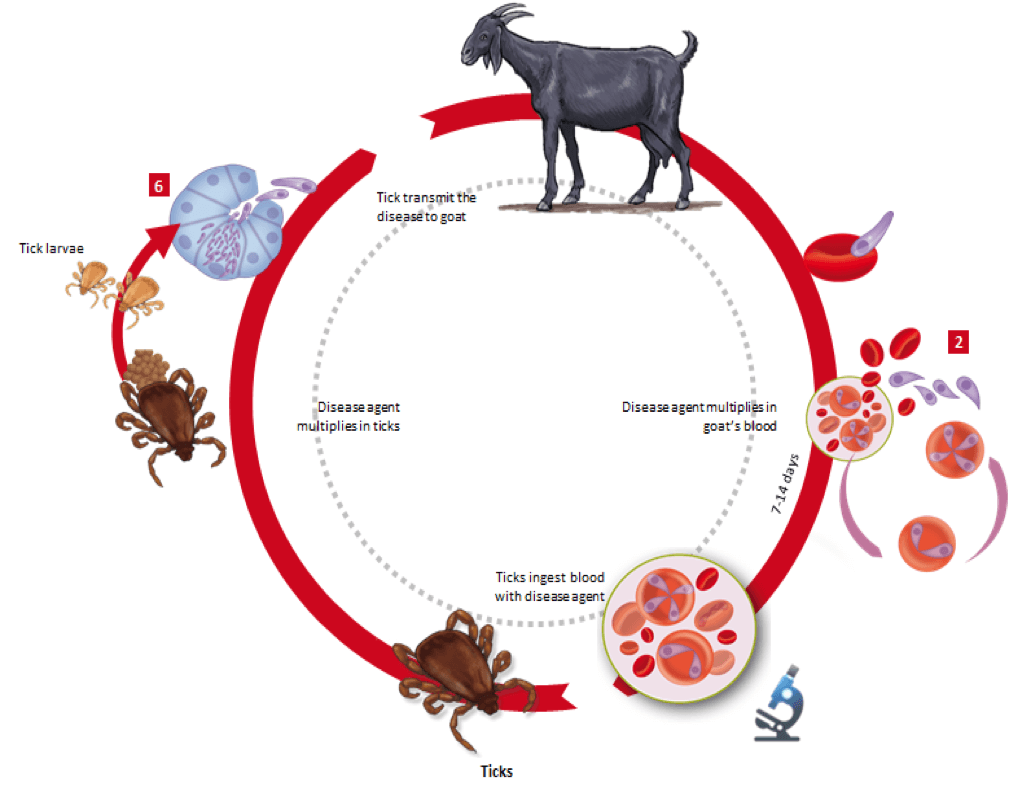 6
Tick transmit the
disease to goat
Tick larvae
2
Disease agent
multiplies in ticks
Disease agent multiplies in
goat's blood
7-14 days
Ticks ingest blood
with disease agent
Ticks